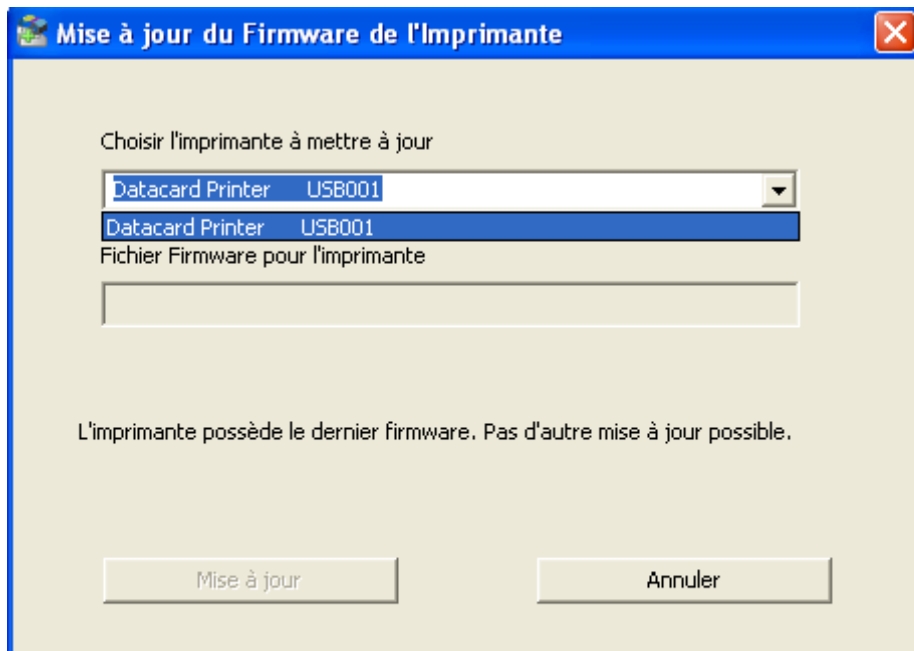 Mise à jour du Firmware de l'Imprimante
Choisir l'imprimante à mettre à jour
Datacard Printer USB001
Datacard Printer USB001
Fichier Firmware pour l'imprimante
L'imprimante possède le dernier firmware. Pas d'autre mise à jour possible.
Mise à jour Annuler